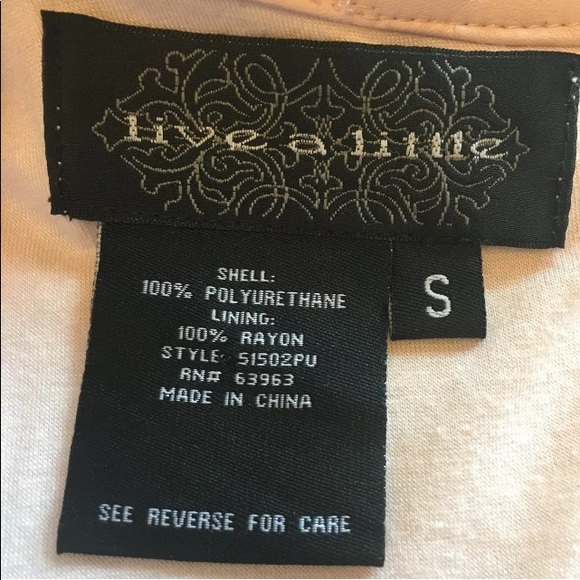 live a little
S
SHELL:
100% POLYURETHANE
LINING:
100% RAYON
STYLE: 51502PU
RN# 63963
MADE IN CHINA
SEE REVERSE FOR CARE